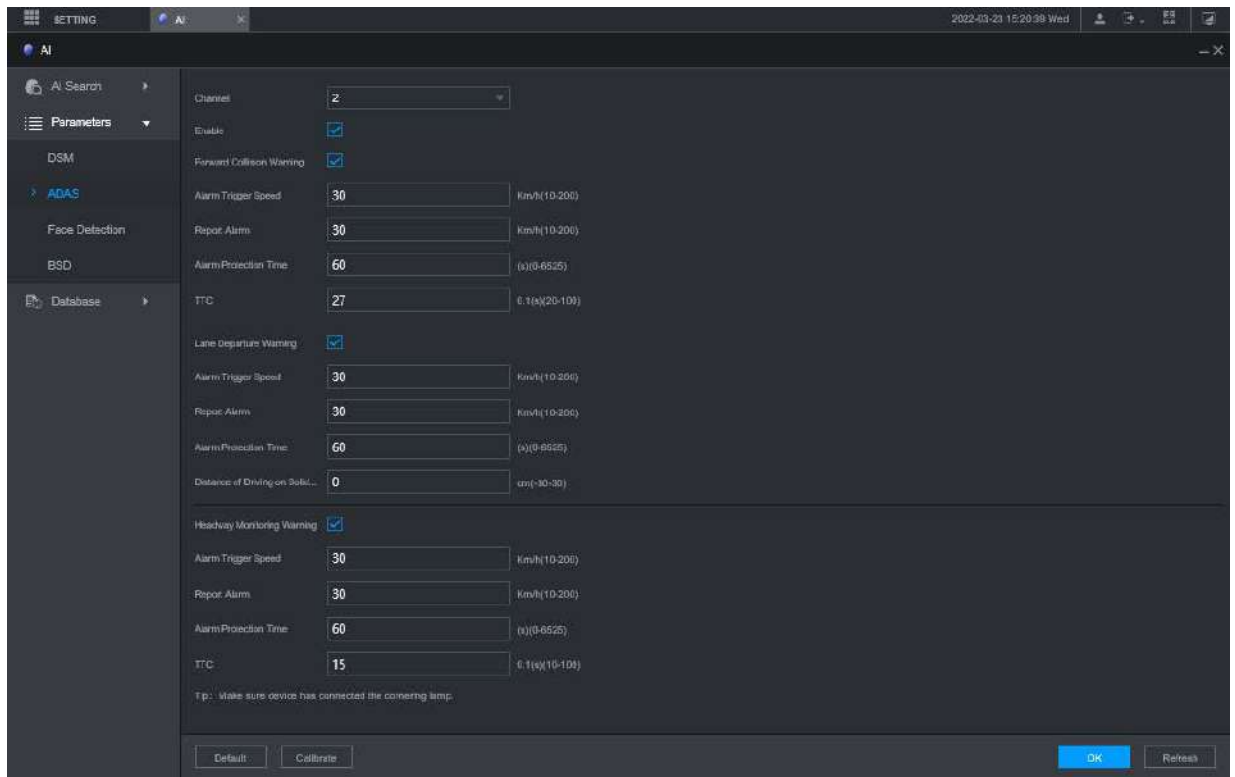 SETTING
AI
2022-03-23 15:20:39 Wed
AI
AI Search
Parameters
DSM
ADAS
Face Detection
BSD
Database
Channel 2
Enable
Forward Collison Warning
Alarm Trigger Speed 30 Km/h(10-200)
Report Alarm 30 Km/h(10-200)
Alarm Protection Time 60 (s)(0-6525)
TTC 27 0.1(s)(20-100)
Lane Departure Warning
Alarm Trigger Speed 30 Km/h(10-200)
Report Alarm 30 Km/h(10-200)
Alarm Protection Time 60 (s)(0-6525)
Distance of Driving on Solid... 0 cm(-30-30)
Headway Monitoring Warning
Alarm Trigger Speed 30 Km/h(10-200)
Report Alarm 30 Km/h(10-200)
Alarm Protection Time 60 (s)(0-6525)
TTC 15 0.1(s)(10-100)
Tip: Make sure device has connected the cornering lamp.
Default Calibrate OK Refresh